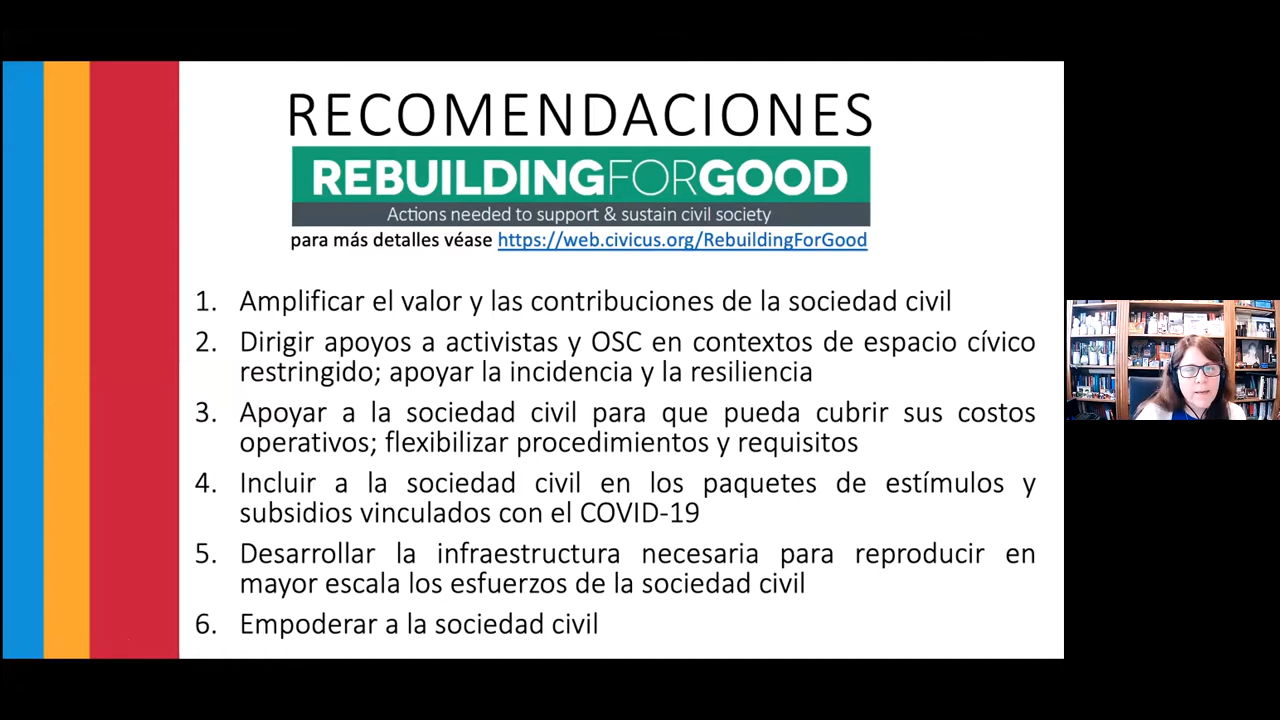 RECOMENDACIONES
REBUILDINGFORGOOD
Actions needed to support & sustain civil society
para más detalles véase https://web.civicus.org/RebuildingForGood
1. Amplificar el valor y las contribuciones de la sociedad civil
2. Dirigir apoyos a activistas y OSC en contextos de espacio cívico
restringido; apoyar la incidencia y la resiliencia
3. Apoyar a la sociedad civil para que pueda cubrir sus costos
operativos; flexibilizar procedimientos y requisitos
4. Incluir a la sociedad civil en los paquetes de estímulos y
subsidios vinculados con el COVID-19
5. Desarrollar la infraestructura necesaria para reproducir en
mayor escala los esfuerzos de la sociedad civil
6. Empoderar a la sociedad civil